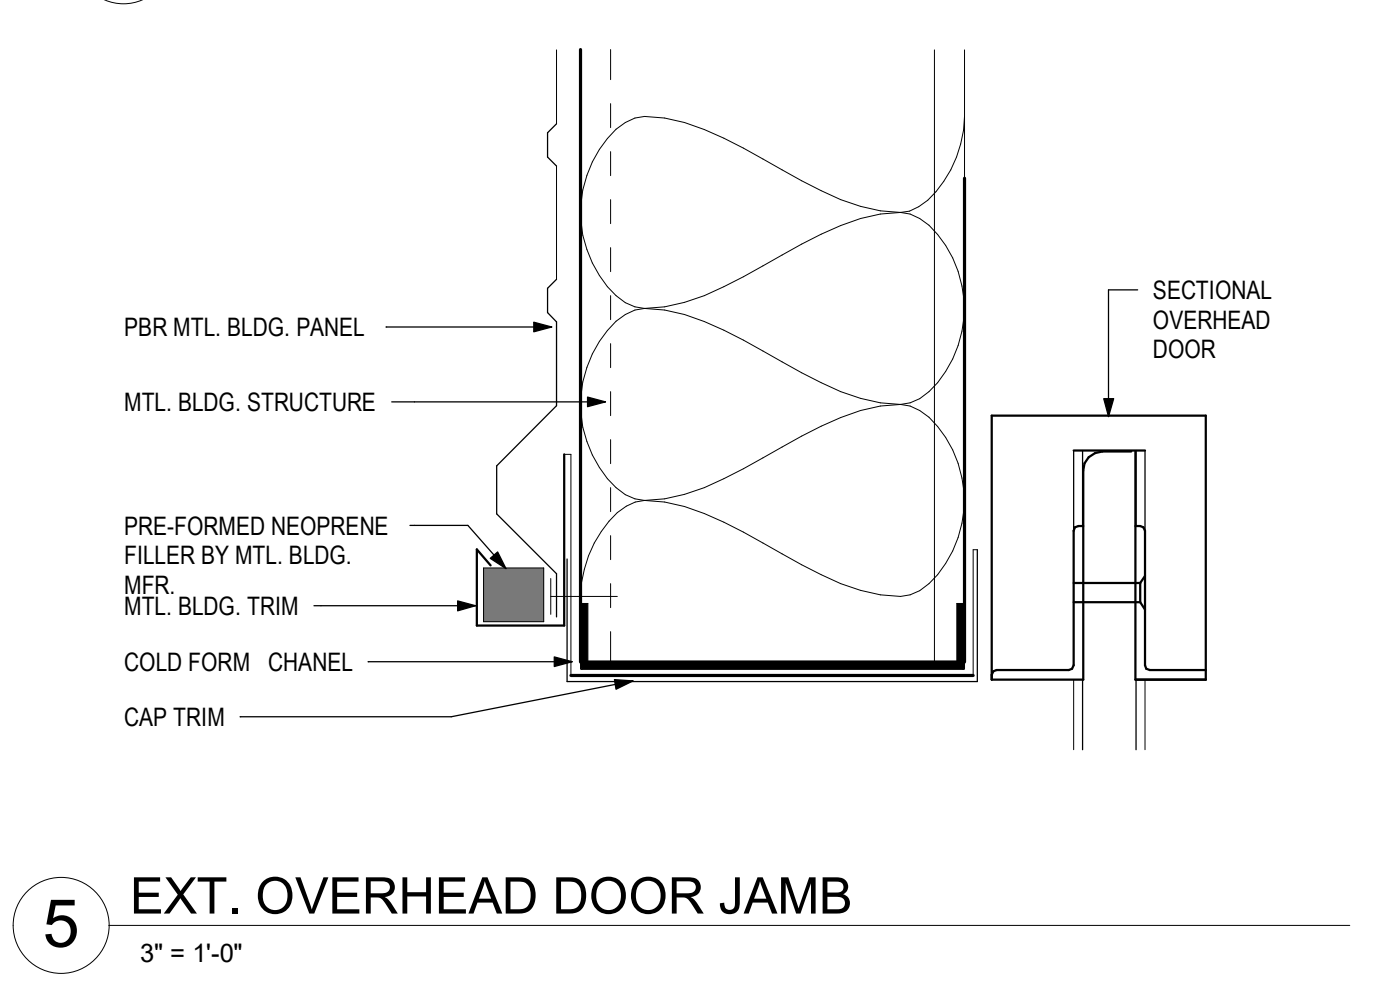 SECTIONAL
OVERHEAD
DOOR
PBR MTL. BLDG. PANEL
MTL. BLDG. STRUCTURE
PRE-FORMED NEOPRENE
FILLER BY MTL. BLDG.
MFR.
MTL. BLDG. TRIM
COLD FORM CHANEL
CAP TRIM
5
EXT. OVERHEAD DOOR JAMB
3" = 1'-0"